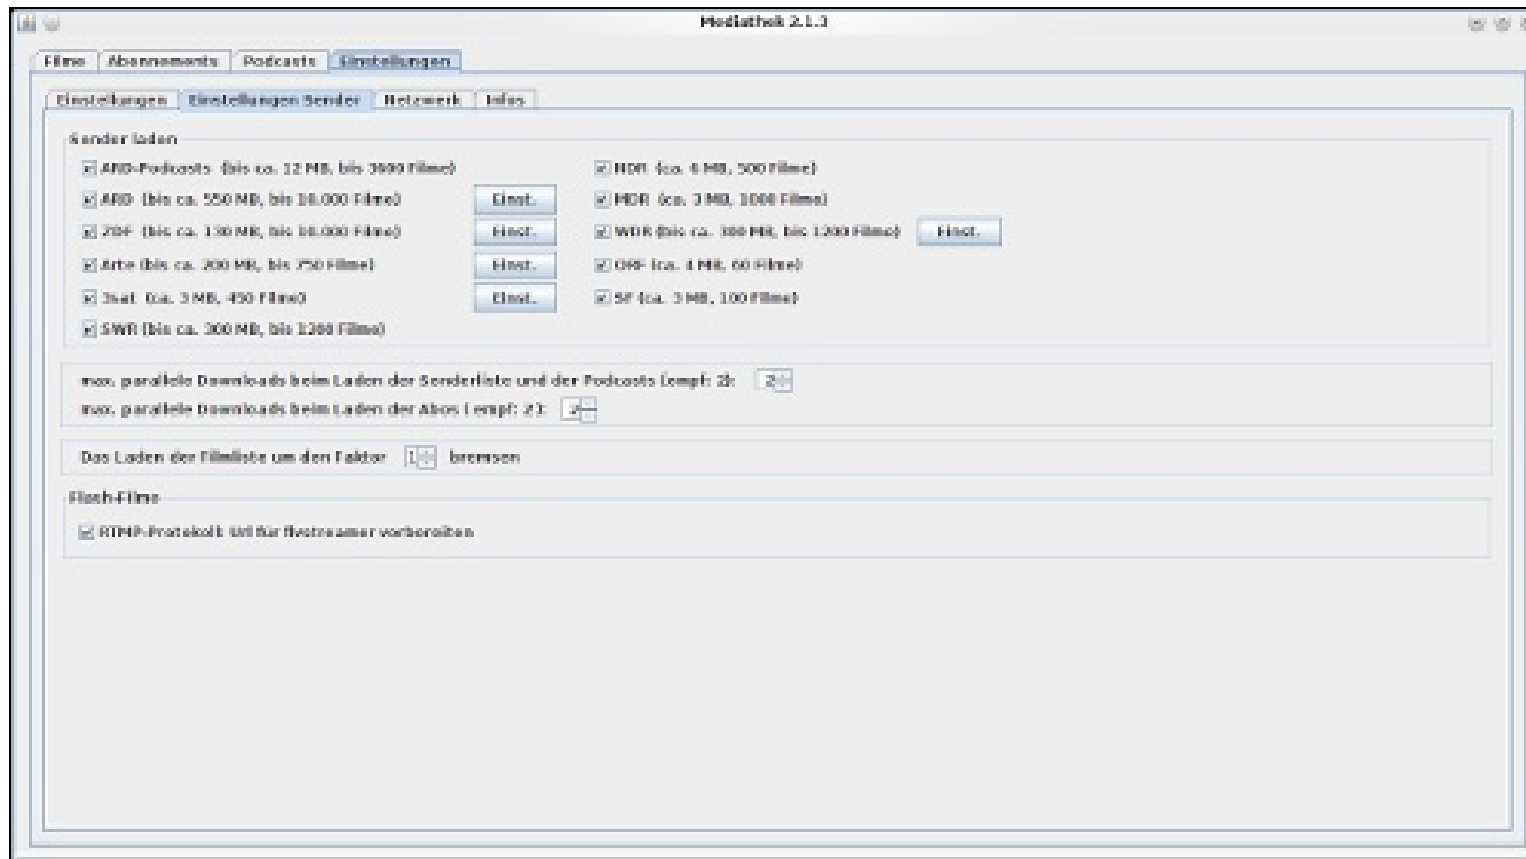 Mediathek 2.1.3
Filme Abonnements Podcasts Einstellungen
Einstellungen Einstellungen Sender Netzwerk Infos
Sender laden
ARD-Podcasts (bis ca. 12 MB, bis 3600 Filme)
NDR (ca. 6 MB, 500 Filme)
ARD (bis ca. 550 MB, bis 10.000 Filme) Einst.
MDR (ca. 3 MB, 1000 Filme)
ZDF (bis ca. 130 MB, bis 10.000 Filme) Einst.
WDR (bis ca. 300 MB, bis 1200 Filme) Einst.
Arte (bis ca. 200 MB, bis 750 Filme) Einst.
ORF (ca. MB, 60 Filme)
3sat (ca. 3 MB, 450 Filme) Einst.
SF (ca. 3 MB, 100 Filme)
SWR (bis ca. 300 MB, bis 1200 Filme)
max. parallele Downloads beim Laden der Senderliste und der Podcasts (empf: 2): 2
max. parallele Downloads beim Laden der Abos (empf: 2): 2
Das Laden der Filmliste um den Faktor 1 bremsen
Flash-Filme
RTMP-Protokoll: Url für flvstreamer vorbereiten